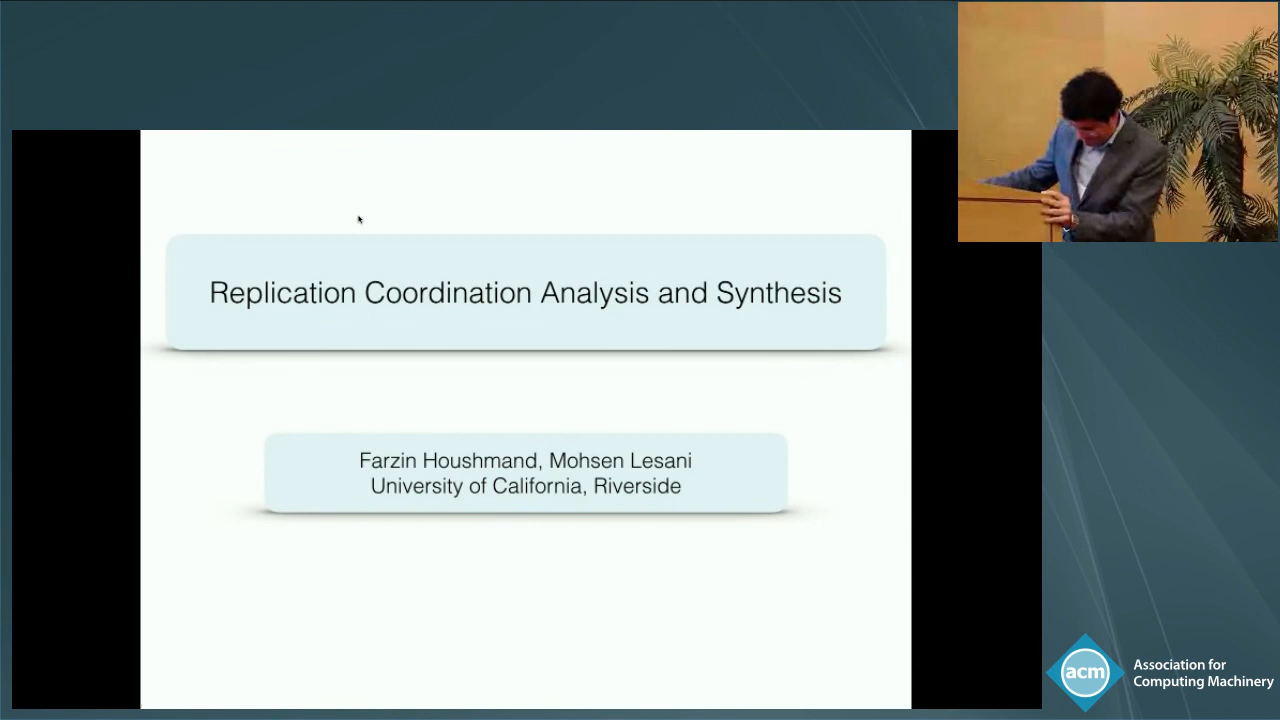 Replication Coordination Analysis and Synthesis
Farzin Houshmand, Mohsen Lesani
University of California, Riverside
acm
Association for
Computing Machinery